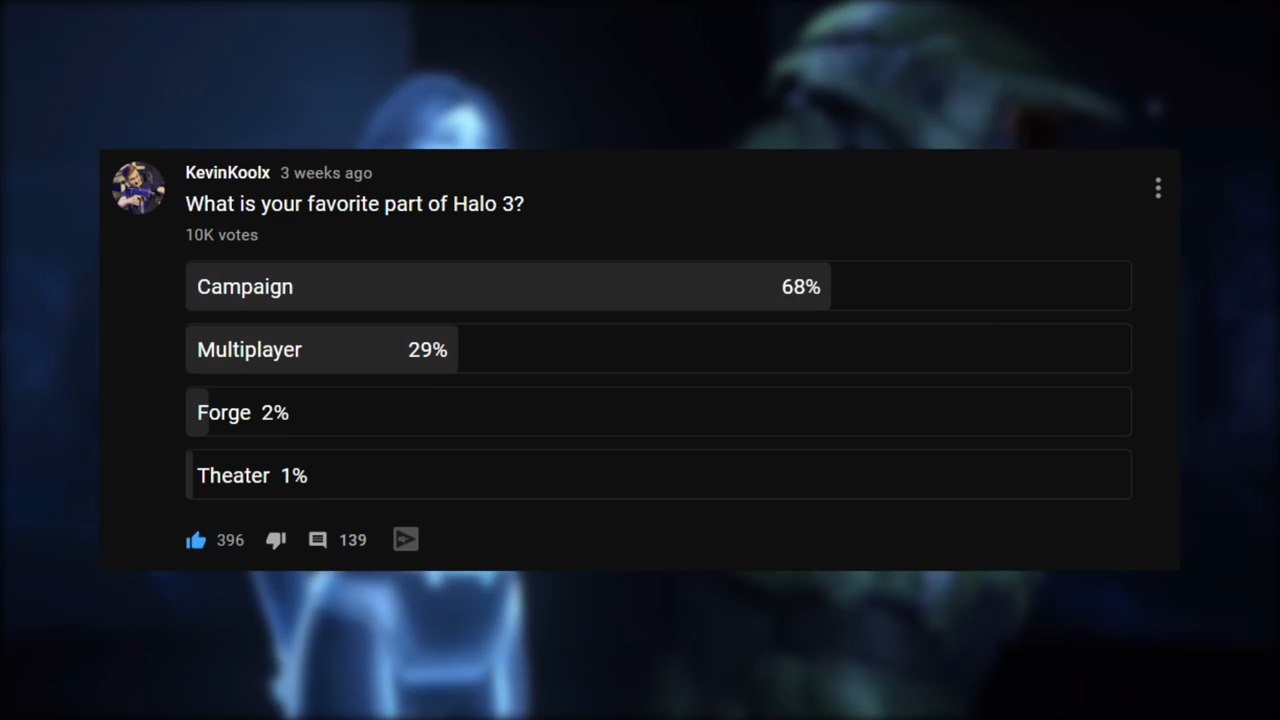 KevinKoolx 3 weeks ago
What is your favorite part of Halo 3?
10K votes
Campaign 68%
Multiplayer 29%
Forge 2%
Theater 1%
396 139